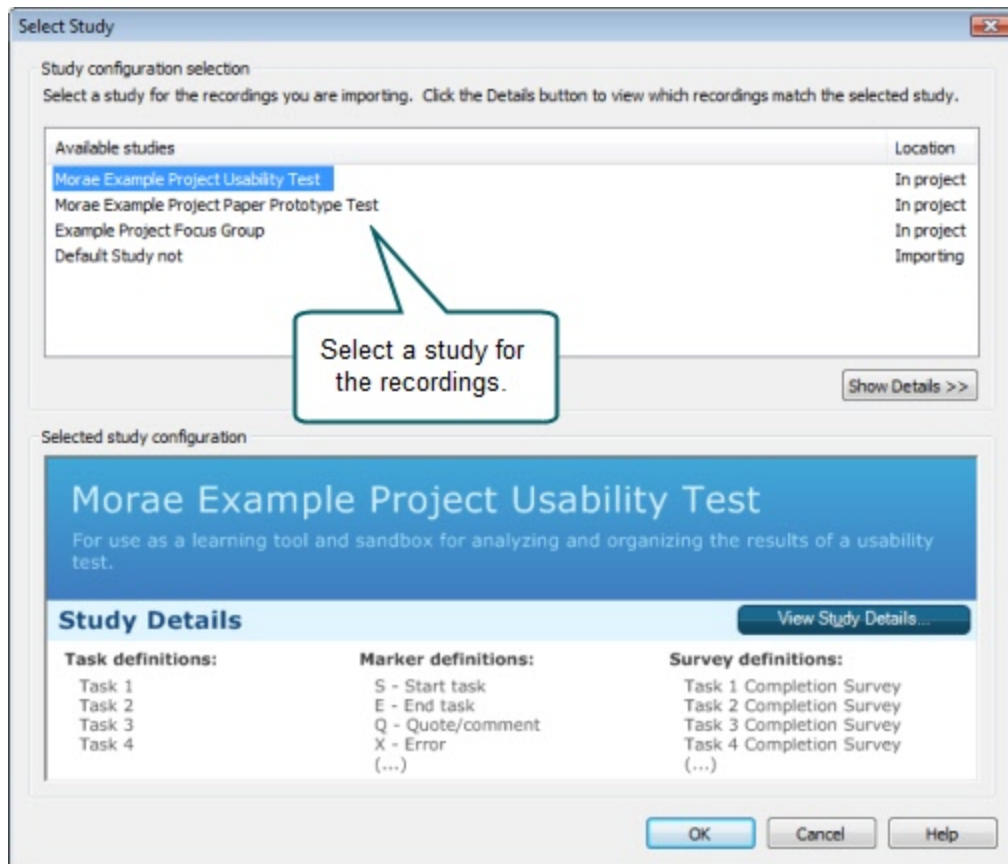 Select Study
Study configuration selection
Select a study for the recordings you are importing. Click the Details button to view which recordings match the selected study.
Available studies Location
Morae Example Project Usability Test In project
Morae Example Project Paper Prototype Test In project
Example Project Focus Group In project
Default Study not Importing
Select a study for
the recordings.
Show Details >>
Selected study configuration
Morae Example Project Usability Test
For use as a learning tool and sandbox for analyzing and organizing the results of a usability
test.
Study Details View Study Details...
Task definitions: Marker definitions: Survey definitions:
Task 1 S - Start task Task 1 Completion Survey
Task 2 E - End task Task 2 Completion Survey
Task 3 Q - Quote/comment Task 3 Completion Survey
Task 4 X - Error Task 4 Completion Survey
(...) (...)
OK Cancel Help